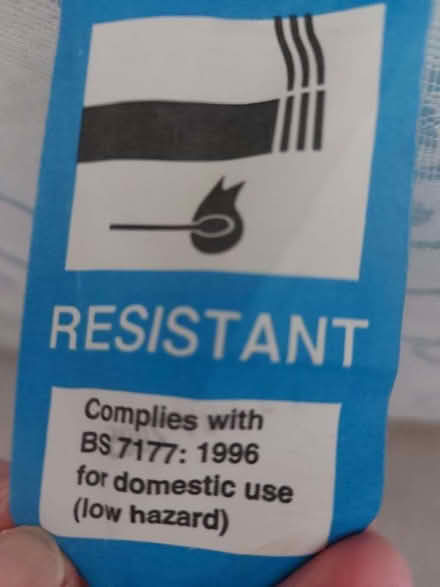 RESISTANT
Complies with
BS 7177: 1996
for domestic use
(low hazard)